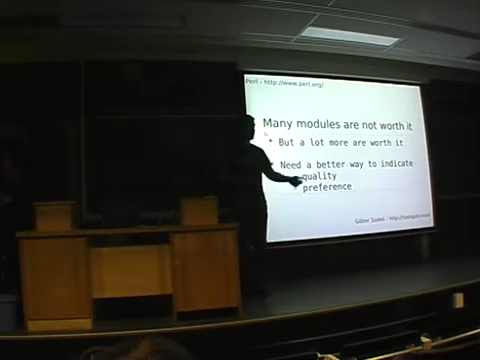 Perl - http://www.perl.org/
Many modules are not worth it
• But a lot more are worth it
• Need a better way to indicate
quality
preference
Gábor Szabó - http://szabgab.com/